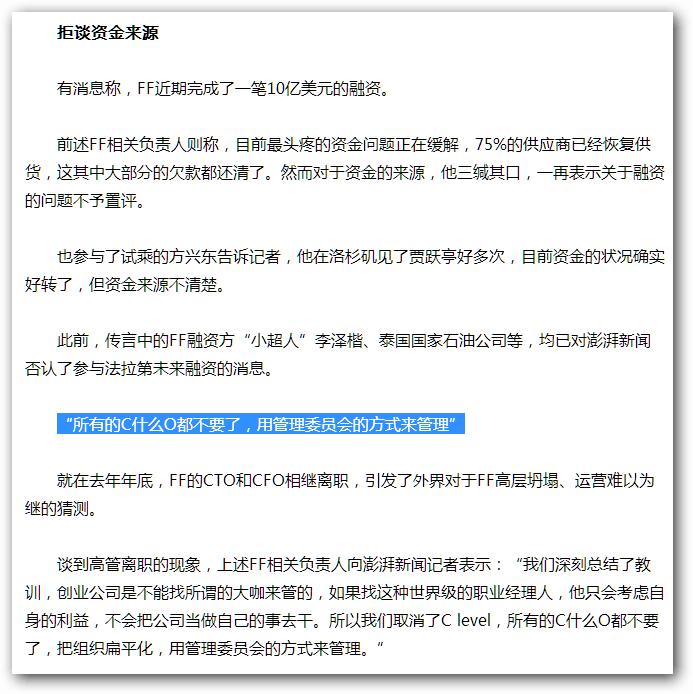 拒谈资金来源
有消息称，FF近期完成了一笔10亿美元的融资。
前述FF相关负责人则称，目前最头疼的资金问题正在缓解，75%的供应商已经恢复供
货，这其中大部分的欠款都还清了。然而对于资金的来源，他三缄其口，一再表示关于融资
的问题不予置评。
也参与了试乘的方兴东告诉记者，他在洛杉矶见了贾跃亭好多次，目前资金的状况确实
好转了，但资金来源不清楚。
此前，传言中的FF融资方“小超人”李泽楷、泰国国家石油公司等，均已对澎湃新闻
否认了参与法拉第未来融资的消息。
“所有的C什么O都不要了，用管理委员会的方式来管理”
就在去年年底，FF的CTO和CFO相继离职，引发了外界对于FF高层坍塌、运营难以为
继的猜测。
谈到高管离职的现象，上述FF相关负责人向澎湃新闻记者表示：“我们深刻总结了教
训，创业公司是不能找所谓的大咖来管的，如果找这种世界级的职业经理人，他只会考虑自
身的利益，不会把公司当做自己的事去干。所以我们取消了C level，所有的C什么O都不要
了，把组织扁平化，用管理委员会的方式来管理。“